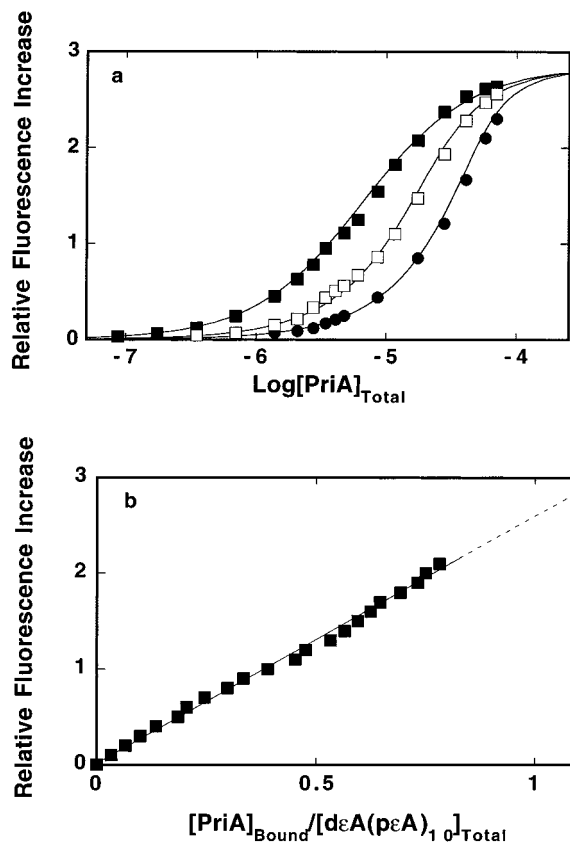 Relative Fluorescence Increase
3
2
1
0
a
-7 -6 -5 -4
Log[PriA]Total
Relative Fluorescence Increase
3
2
1
0
b
0 0.5 1
[PriA]Bound/[dεA(pεA)10]Total